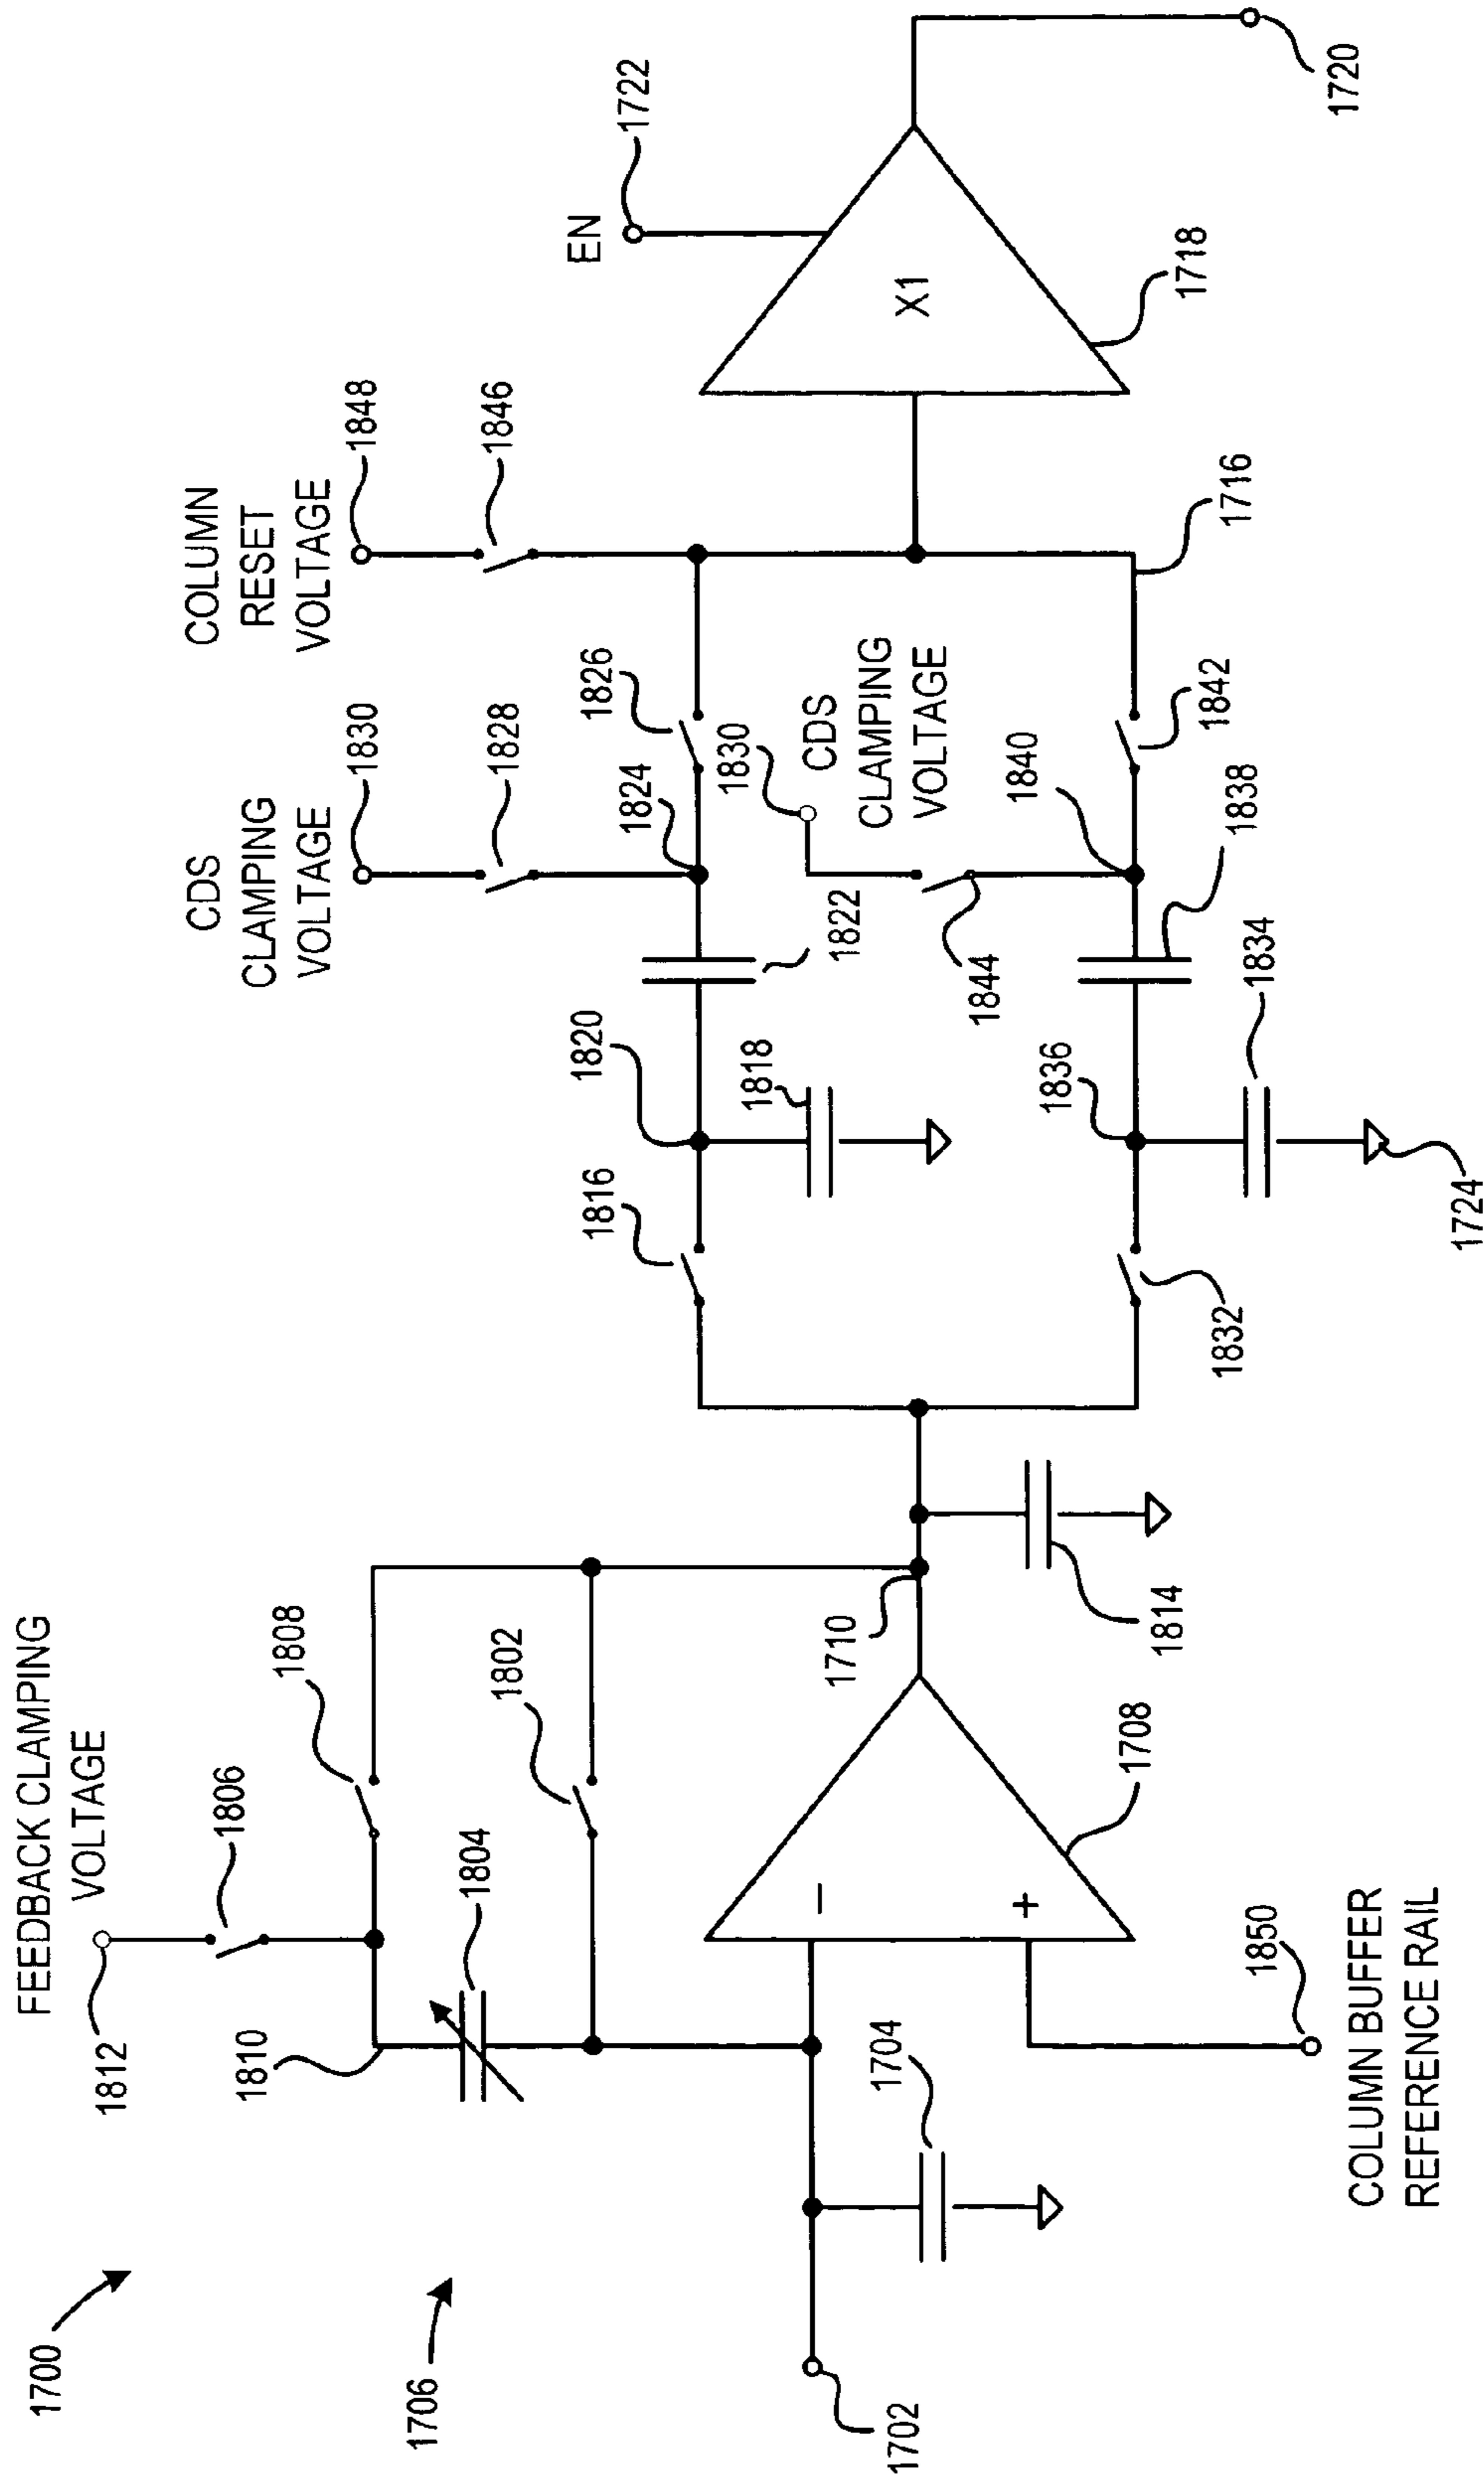 1700
1706
1702
1704
FEEDBACK CLAMPING
VOLTAGE
1812
1806
1810
1804
1808
1802
−
+
1708
1710
1850
COLUMN BUFFER
REFERENCE RAIL
1814
1816
1820
1818
1822
1824
1826
CDS
CLAMPING
VOLTAGE
1830
1828
1832
1836
1834
1724
1838
1840
1842
1844
1830
CDS
CLAMPING
VOLTAGE
COLUMN
RESET
VOLTAGE
1848
1846
1716
X1
1718
EN
1722
1720